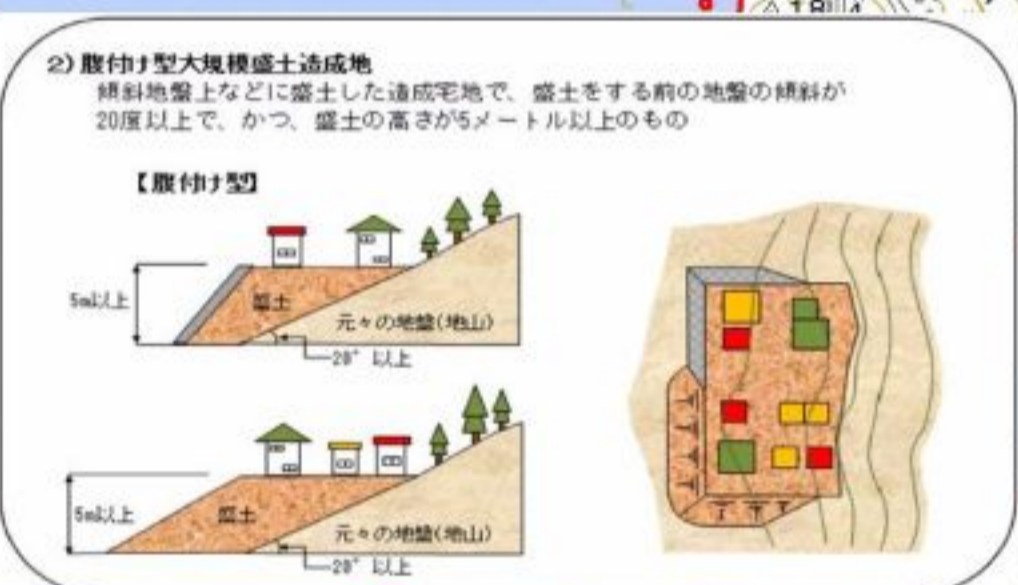 2)腹付け型大規模盛土造成地
傾斜地盤上などに盛土した造成宅地で、盛土をする前の地盤の傾斜が
20度以上で、かつ、盛土の高さが5メートル以上のもの
【腹付け型】
5m以上
盛土
元々の地盤(地山)
20°以上
5m以上
盛土
元々の地盤(地山)
20°以上